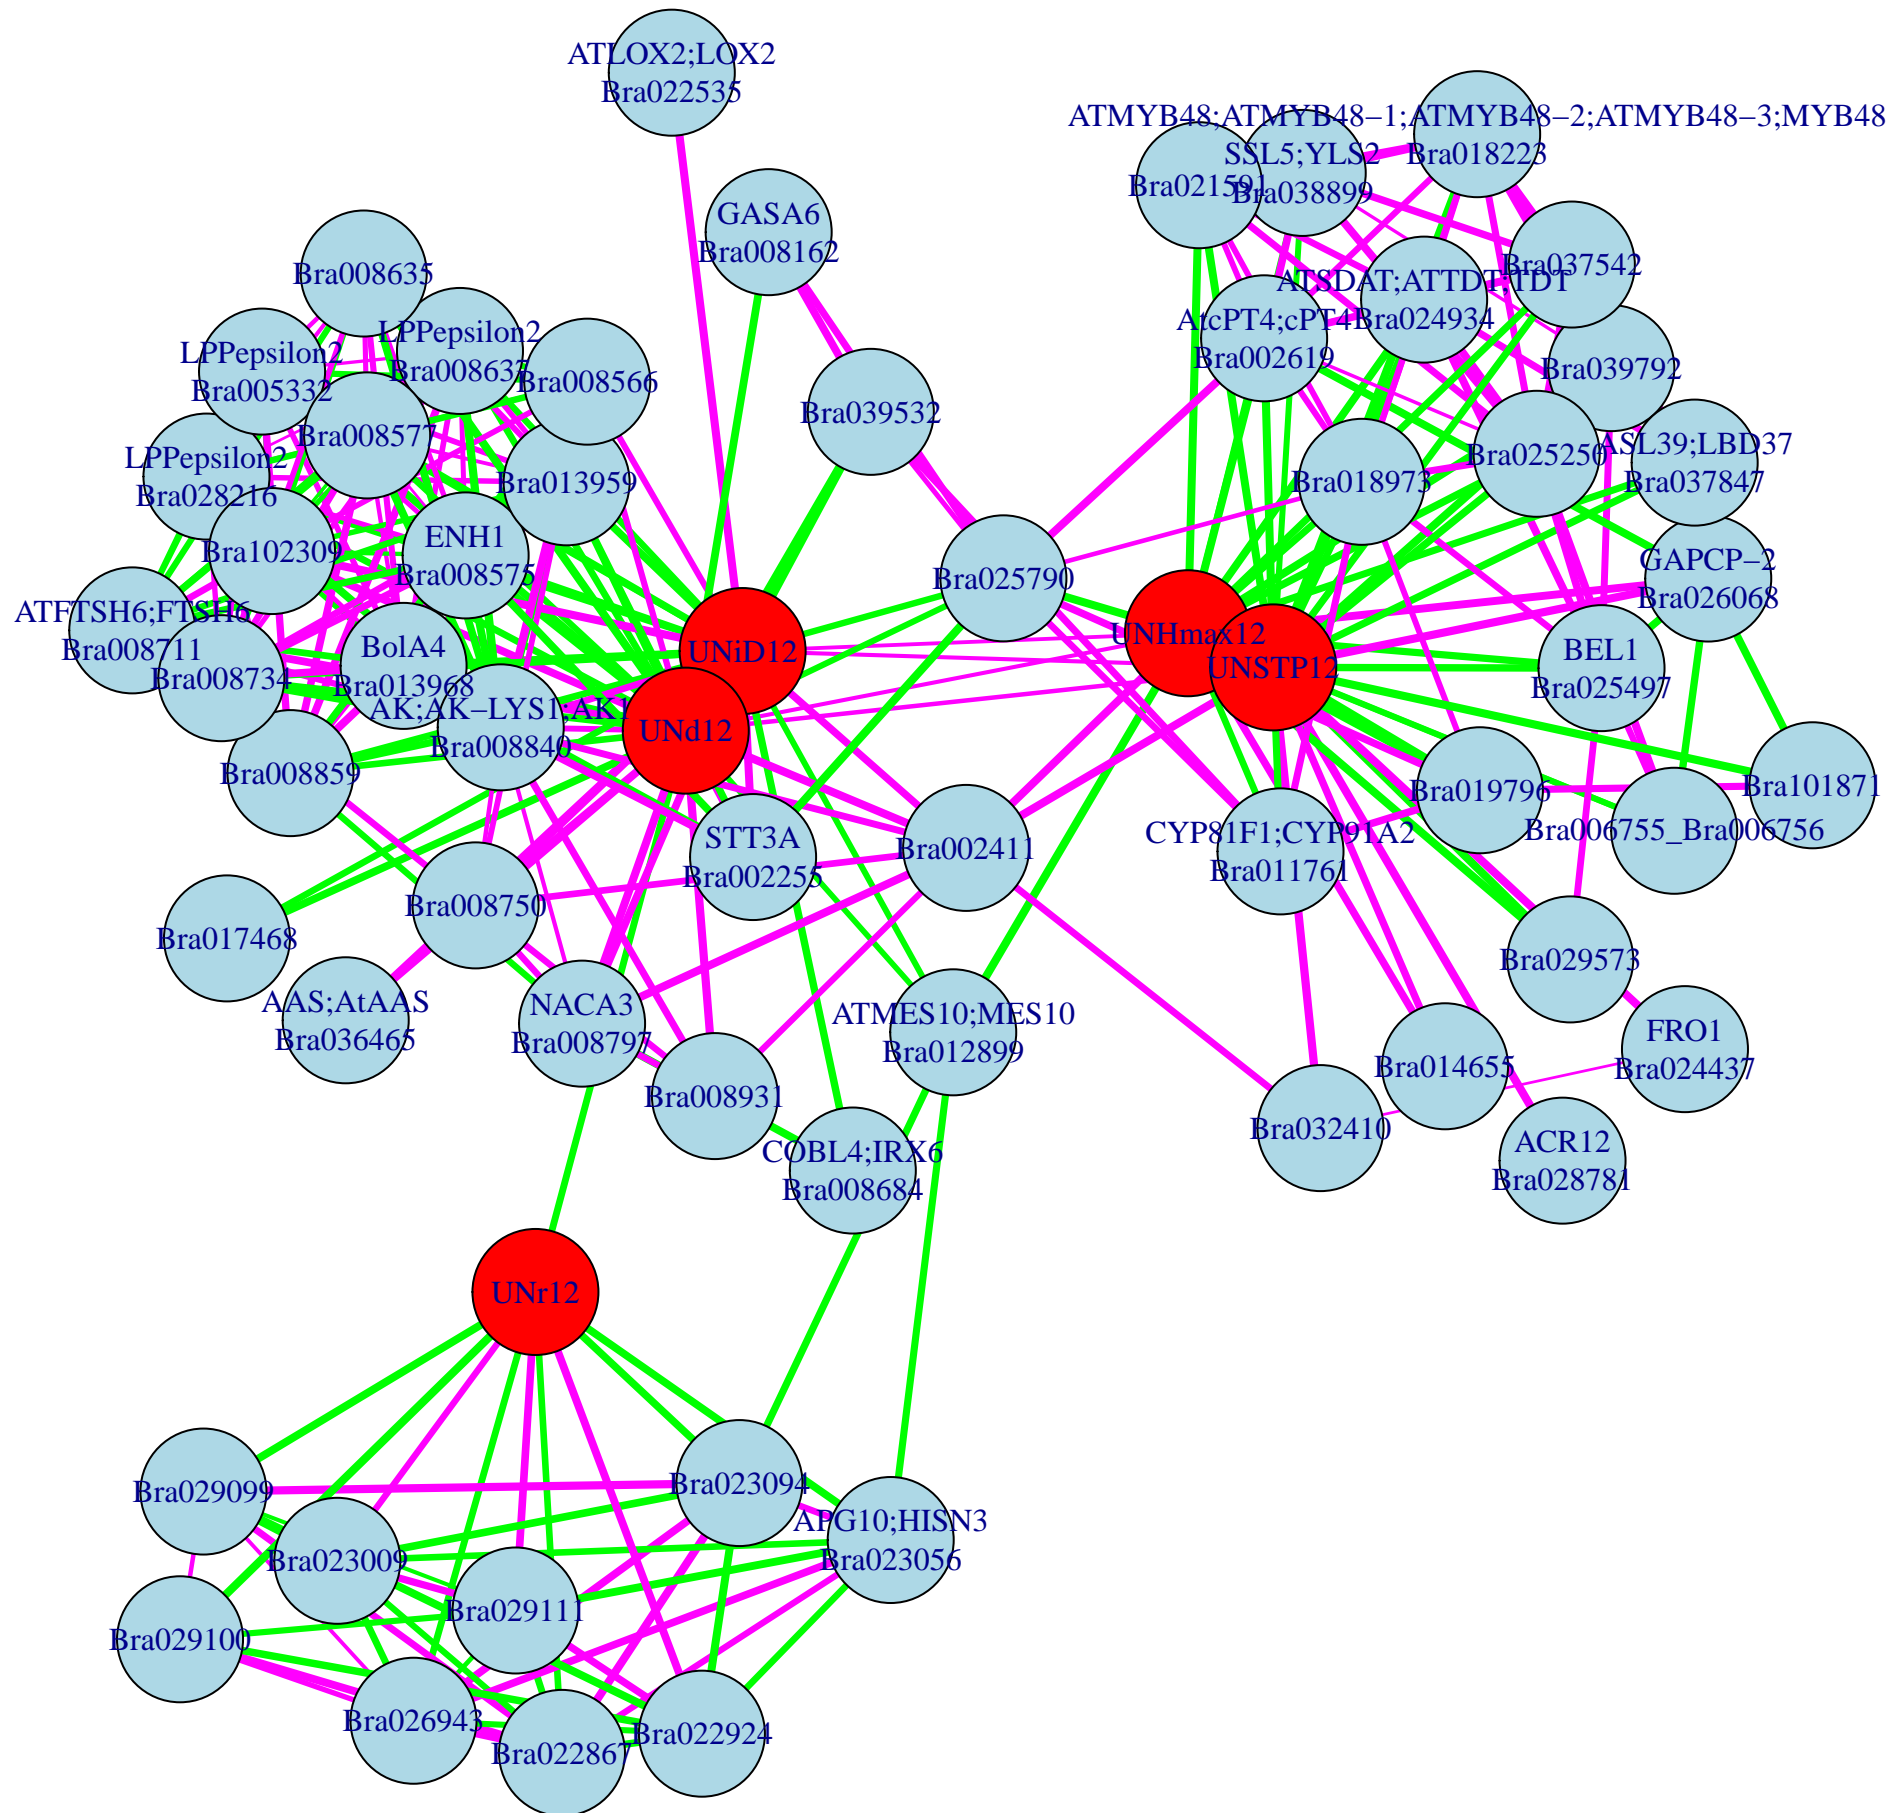 ATLOX2;LOX2
Bra022535
ATMYB48;ATMYB48−1;ATMYB48−2;ATMYB48−3;MYB48
Bra018223
SSL5;YLS2
Bra038899
Bra021591
GASA6
Bra008162
Bra037542
Bra008635
ATSDAT;ATTDT;TDT
Bra024934
AtcPT4;cPT4
Bra002619
LPPepsilon2
Bra008637
LPPepsilon2
Bra005332
Bra008566
Bra039792
Bra039532
Bra008577
ASL39;LBD37
Bra037847
Bra025250
LPPepsilon2
Bra028216
Bra013959
Bra018973
Bra102309
ENH1
Bra008575
Bra025790
GAPCP−2
Bra026068
ATFTSH6;FTSH6
Bra008711
UNHmax12
UNiD12
UNSTP12
BolA4
Bra013968
Bra008734
BEL1
Bra025497
AK;AK−LYS1;AK1
Bra008840
UNd12
Bra008859
Bra019796
Bra101871
Bra006755_Bra006756
STT3A
Bra002255
Bra002411
CYP81F1;CYP91A2
Bra011761
Bra008750
Bra017468
Bra029573
AAS;AtAAS
Bra036465
NACA3
Bra008797
ATMES10;MES10
Bra012899
FRO1
Bra024437
Bra014655
Bra008931
Bra032410
ACR12
Bra028781
COBL4;IRX6
Bra008684
UNr12
Bra029099
Bra023094
APG10;HISN3
Bra023056
Bra023009
Bra029111
Bra029100
Bra026943
Bra022924
Bra022867